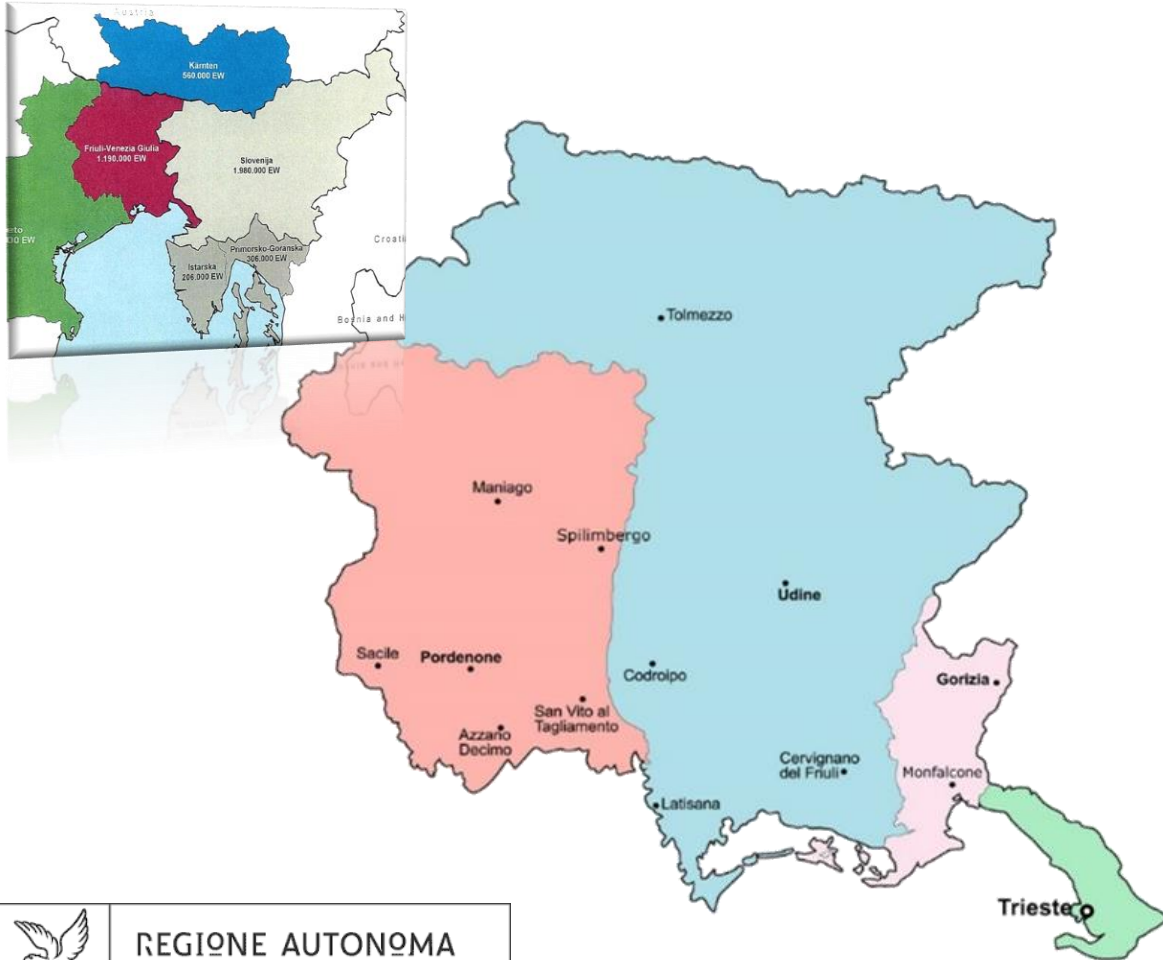 Austria
Kärnten
560.000 EW
Friuli-Venezia Giulia
1.190.000 EW
Slovenija
1.980.000 EW
Istarska
206.000 EW
Primorsko-Goranska
306.000 EW
EW
Bosnia and H
Tolmezzo
Maniago
Spilimbergo
Udine
Sacile
Pordenone
Codroipo
Gorizia
San Vito al
Tagliamento
Azzano
Decimo
Cervignano
del Friuli
Monfalcone
Latisana
Trieste
REGIONE AUTONOMA